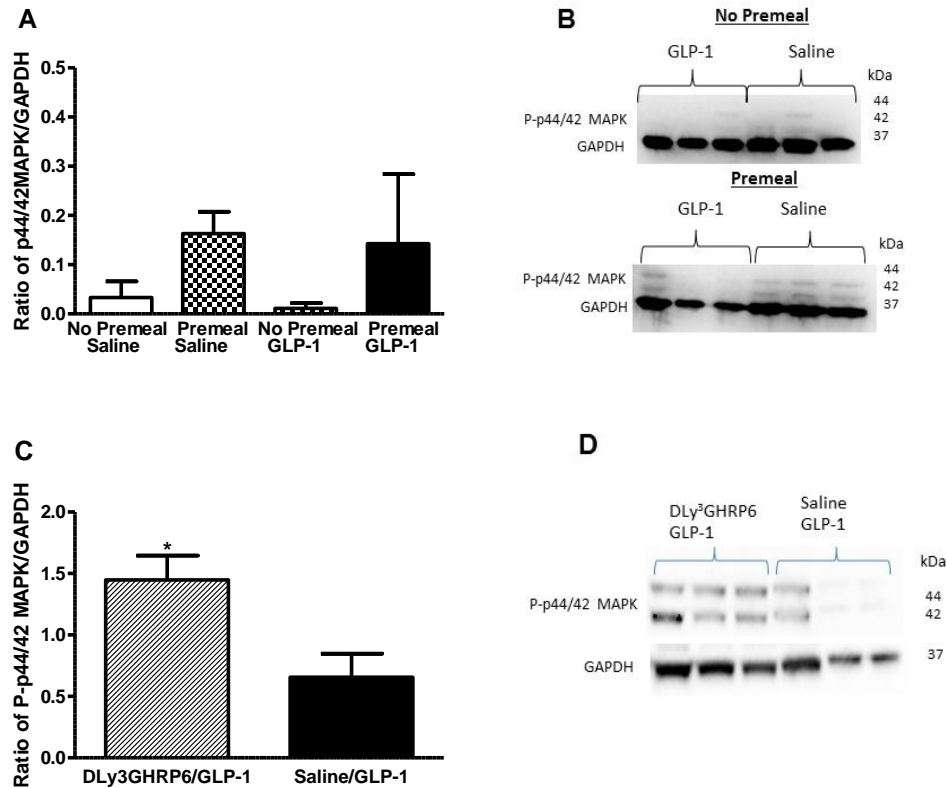 A
Ratio of p44/42MAPK/GAPDH
0.5
0.4
0.3
0.2
0.1
0.0
No Premeal
Saline
Premeal
Saline
No Premeal
GLP-1
Premeal
GLP-1
B
No Premeal
GLP-1
Saline
kDa
P-p44/42 MAPK
GAPDH
44
42
37
Premeal
GLP-1
Saline
kDa
P-p44/42 MAPK
GAPDH
44
42
37
C
Ratio of P-p44/42 MAPK/GAPDH
2.0
1.5
1.0
0.5
0.0
*
DLy3GHRP6/GLP-1
Saline/GLP-1
D
DLy³GHRP6
GLP-1
Saline
GLP-1
kDa
P-p44/42 MAPK
44
42
GAPDH
37